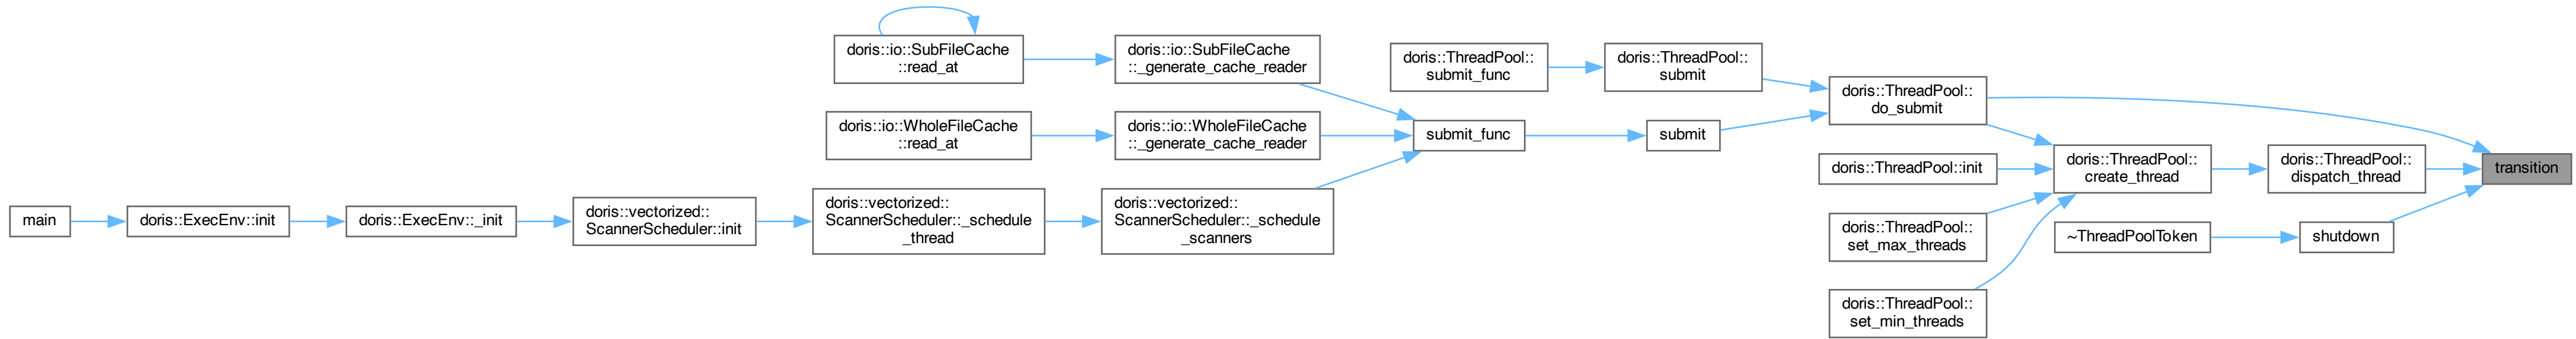 doris::io::SubFileCache
::read_at
doris::io::SubFileCache
::_generate_cache_reader
doris::ThreadPool::
submit_func
doris::ThreadPool::
submit
doris::ThreadPool::
do_submit
doris::io::WholeFileCache
::read_at
doris::io::WholeFileCache
::_generate_cache_reader
submit_func
submit
doris::ThreadPool::init
doris::ThreadPool::
create_thread
doris::ThreadPool::
dispatch_thread
transition
main
doris::ExecEnv::init
doris::ExecEnv::_init
doris::vectorized::
ScannerScheduler::init
doris::vectorized::
ScannerScheduler::_schedule
_thread
doris::vectorized::
ScannerScheduler::_schedule
_scanners
doris::ThreadPool::
set_max_threads
~ThreadPoolToken
shutdown
doris::ThreadPool::
set_min_threads